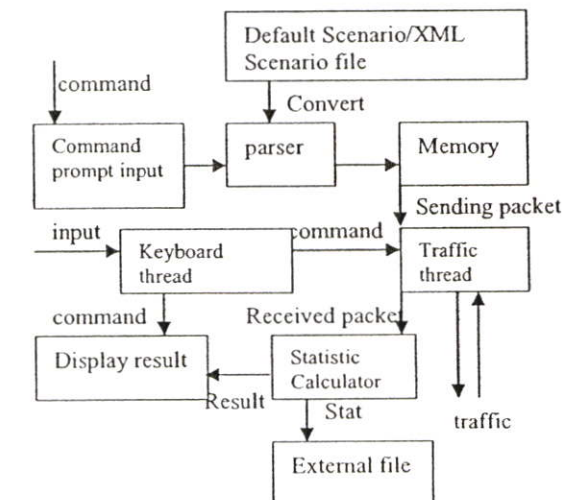 Default Scenario/XML
Scenario file
command
Convert
Command
prompt input
parser
Memory
Sending packet
input
Keyboard
thread
command
Traffic
thread
command
Received packet
Display result
Statistic
Calculator
Result
Stat
traffic
External file